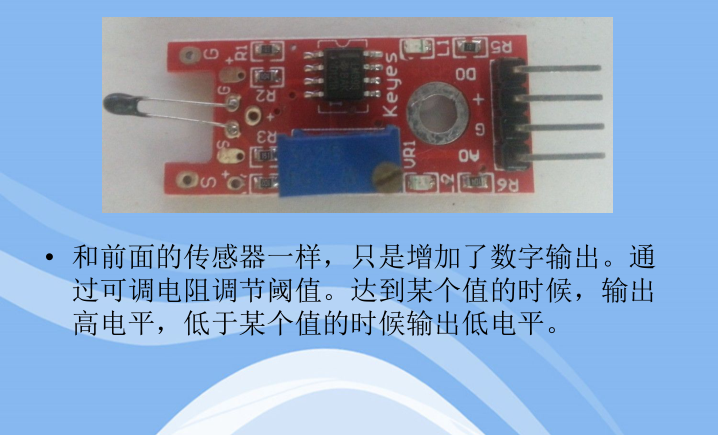 G
+
R1
L1
R5
DO
G
R2
Keyes
+
+
G
S
R3
VR1
AO
S
+
2
R6
• 和前面的传感器一样，只是增加了数字输出。通
过可调电阻调节阈值。达到某个值的时候，输出
高电平，低于某个值的时候输出低电平。